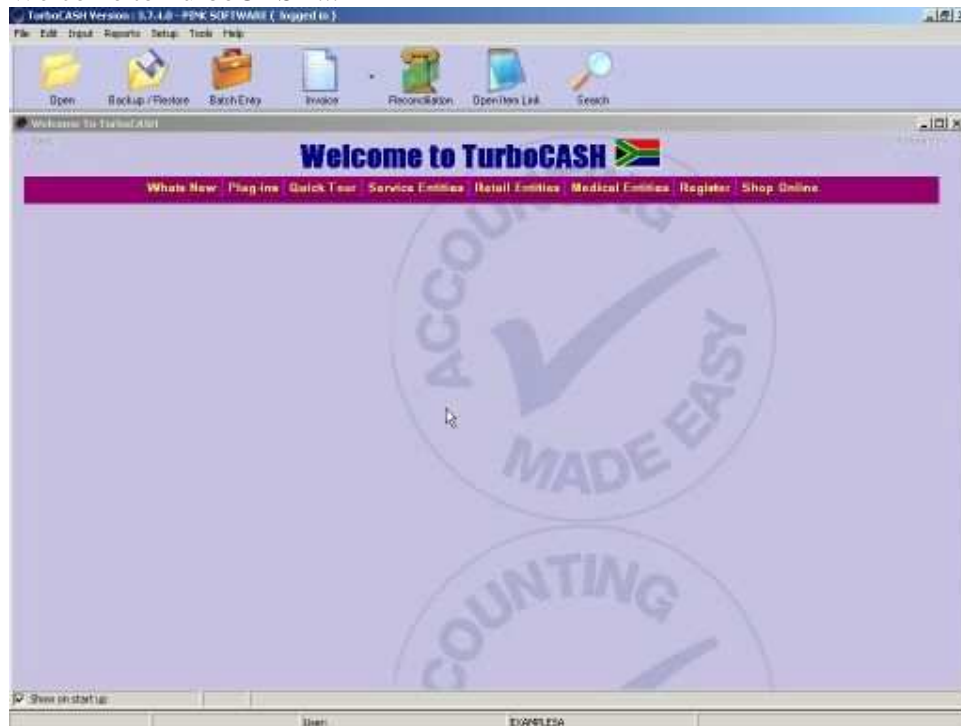 TurboCASH Version : 3.7.4.0 - PINK SOFTWARE ( logged in )
File Edit Input Reports Setup Tools Help
Open Backup / Restore Batch Entry Invoice Reconciliation Open Item Link Search
Welcome To TurboCASH
Welcome to TurboCASH
Whats New Plug-ins Quick Tour Service Entities Retail Entities Medical Entities Register Shop Online
ACCOUNTING
MADE EASY
Show on start up
User: EXAMPLESA